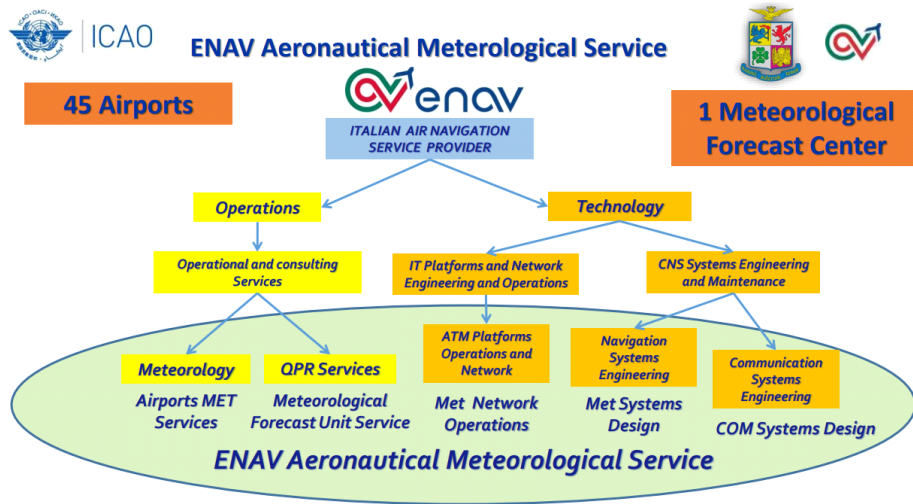 ICAO · OACI · ИКАО
ICAO
ENAV Aeronautical Meterological Service
45 Airports
enav
1 Meteorological
Forecast Center
ITALIAN AIR NAVIGATION
SERVICE PROVIDER
Operations
Technology
Operational and consulting
Services
IT Platforms and Network
Engineering and Operations
CNS Systems Engineering
and Maintenance
Meteorology
QPR Services
ATM Platforms
Operations and
Network
Navigation
Systems
Engineering
Communication
Systems
Engineering
Airports MET
Services
Meteorological
Forecast Unit Service
Met Network
Operations
Met Systems
Design
COM Systems Design
ENAV Aeronautical Meteorological Service